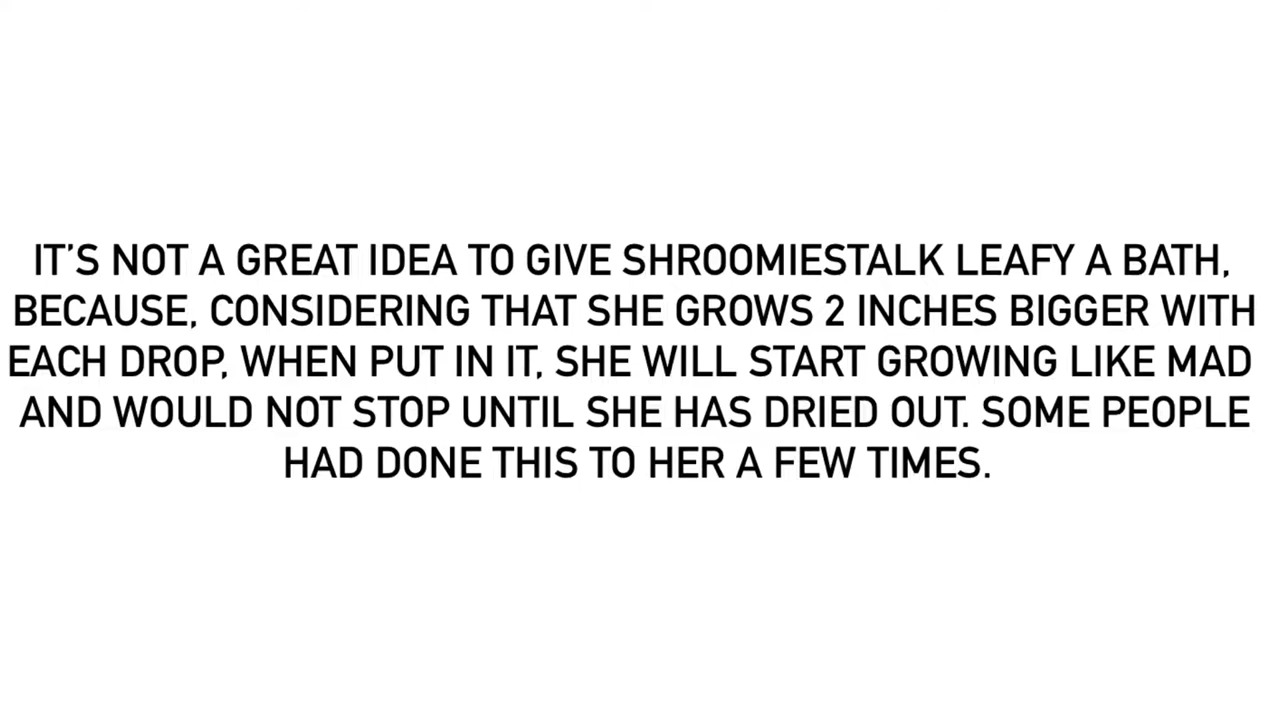 IT’S NOT A GREAT IDEA TO GIVE SHROOMIESTALK LEAFY A BATH,
BECAUSE, CONSIDERING THAT SHE GROWS 2 INCHES BIGGER WITH
EACH DROP, WHEN PUT IN IT, SHE WILL START GROWING LIKE MAD
AND WOULD NOT STOP UNTIL SHE HAS DRIED OUT. SOME PEOPLE
HAD DONE THIS TO HER A FEW TIMES.